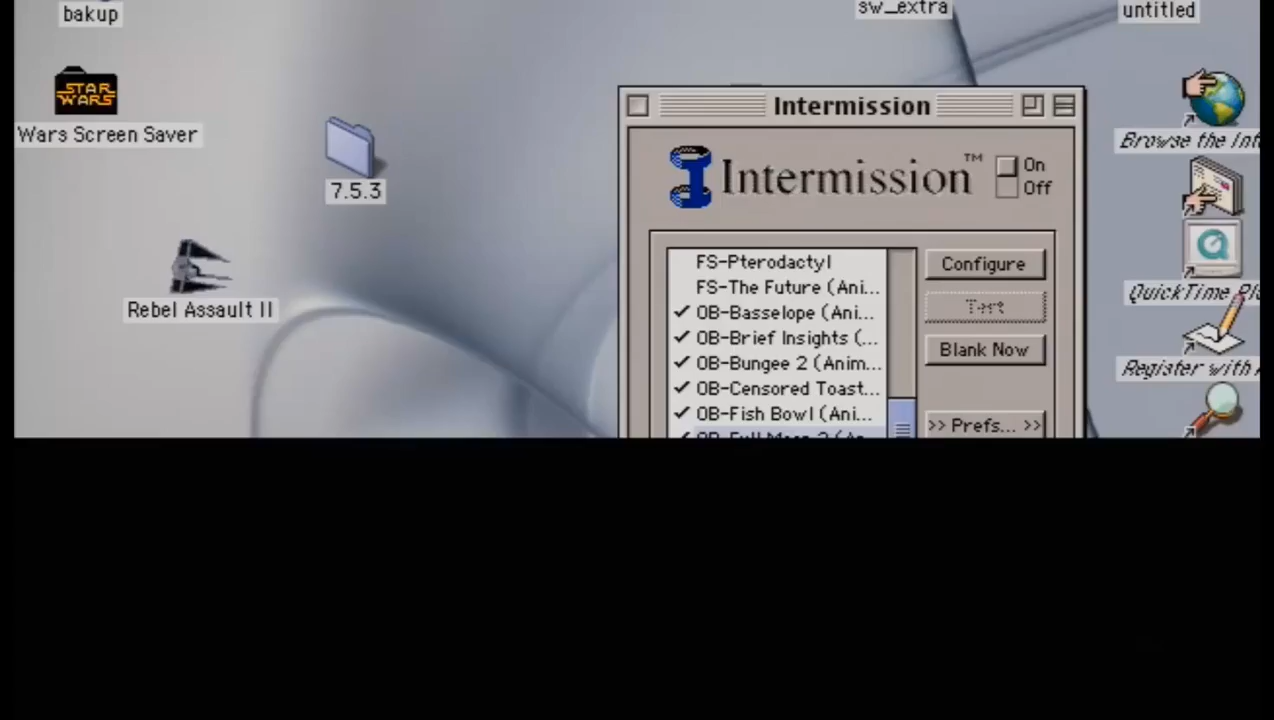 bakup
sw_extra
untitled
STAR
WARS
Wars Screen Saver
7.5.3
Rebel Assault II
Intermission
Intermission™
On
Off
FS-Pterodactyl
FS-The Future (Ani...
✓ OB-Basselope (Ani...
✓ OB-Brief Insights (...
✓ OB-Bungee 2 (Anim...
✓ OB-Censored Toast...
✓ OB-Fish Bowl (Ani...
Configure
Test
Blank Now
>> Prefs... >>
Browse the Int
QuickTime Pla
Register with A